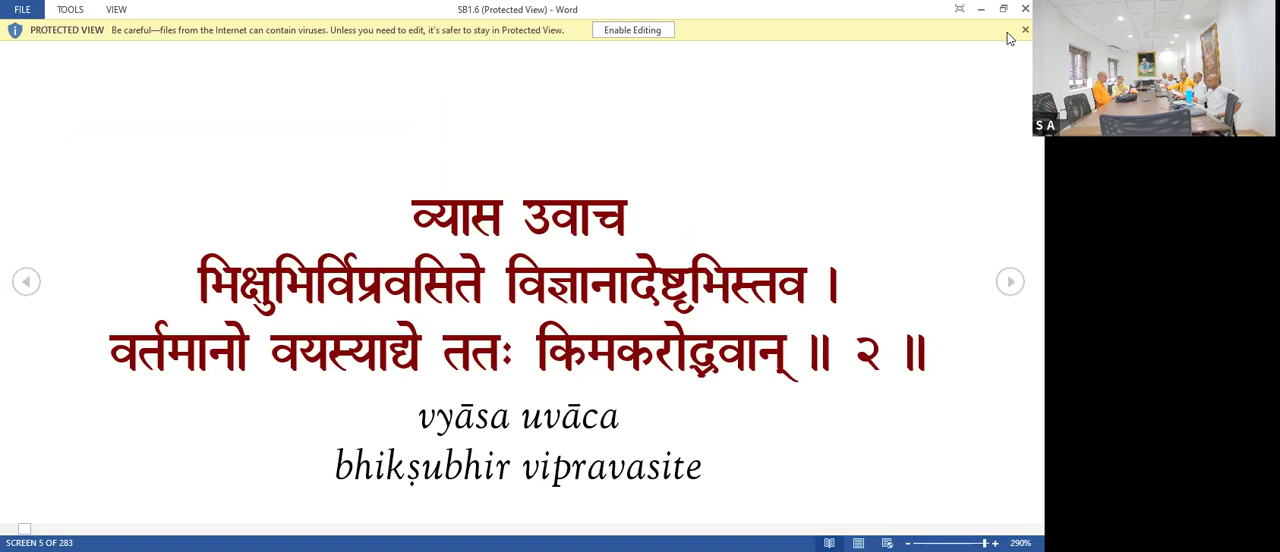 FILE TOOLS VIEW SB1.6 (Protected View) - Word
PROTECTED VIEW Be careful—files from the Internet can contain viruses. Unless you need to edit, it's safer to stay in Protected View. Enable Editing
S A
व्यास उवाच
भिक्षुभिर्विप्रवसिते विज्ञानादेष्टृभिस्तव ।
वर्तमानो वयस्याद्ये ततः किमकरोद्भवान् ॥ २ ॥
vyāsa uvāca
bhikṣubhir vipravasite
SCREEN 5 OF 283 290%